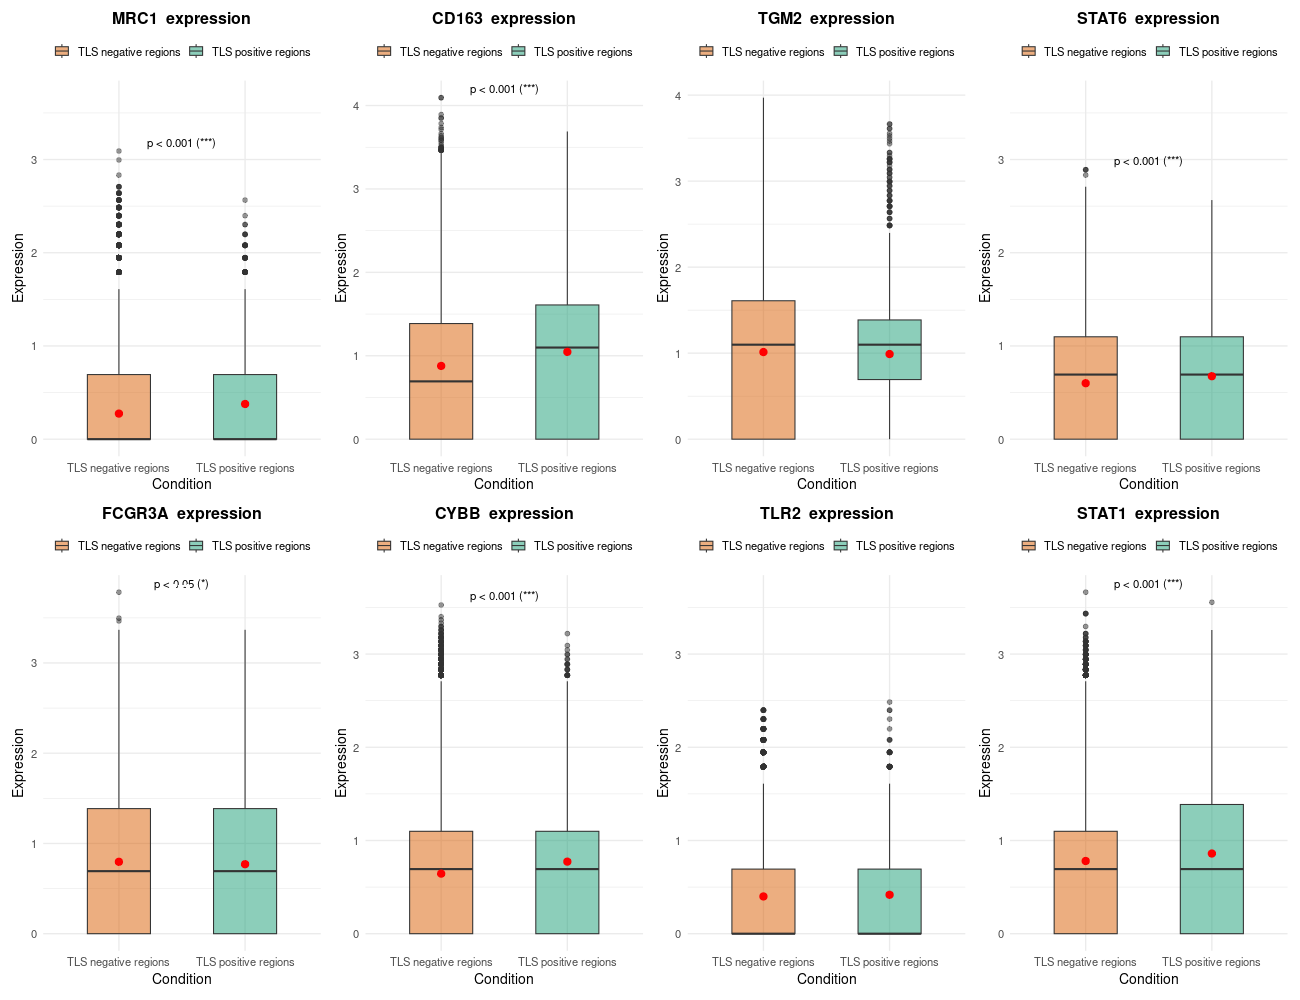 MRC1 expression
TLS negative regions TLS positive regions
p < 0.001 (***)
Expression
3
2
1
0
TLS negative regions TLS positive regions
Condition
CD163 expression
TLS negative regions TLS positive regions
p < 0.001 (***)
Expression
4
3
2
1
0
TLS negative regions TLS positive regions
Condition
TGM2 expression
TLS negative regions TLS positive regions
Expression
4
3
2
1
0
TLS negative regions TLS positive regions
Condition
STAT6 expression
TLS negative regions TLS positive regions
p < 0.001 (***)
Expression
3
2
1
0
TLS negative regions TLS positive regions
Condition
FCGR3A expression
TLS negative regions TLS positive regions
p < (*)
Expression
3
2
1
0
TLS negative regions TLS positive regions
Condition
CYBB expression
TLS negative regions TLS positive regions
p < 0.001 (***)
Expression
3
2
1
0
TLS negative regions TLS positive regions
Condition
TLR2 expression
TLS negative regions TLS positive regions
Expression
3
2
1
0
TLS negative regions TLS positive regions
Condition
STAT1 expression
TLS negative regions TLS positive regions
p < 0.001 (***)
Expression
3
2
1
0
TLS negative regions TLS positive regions
Condition